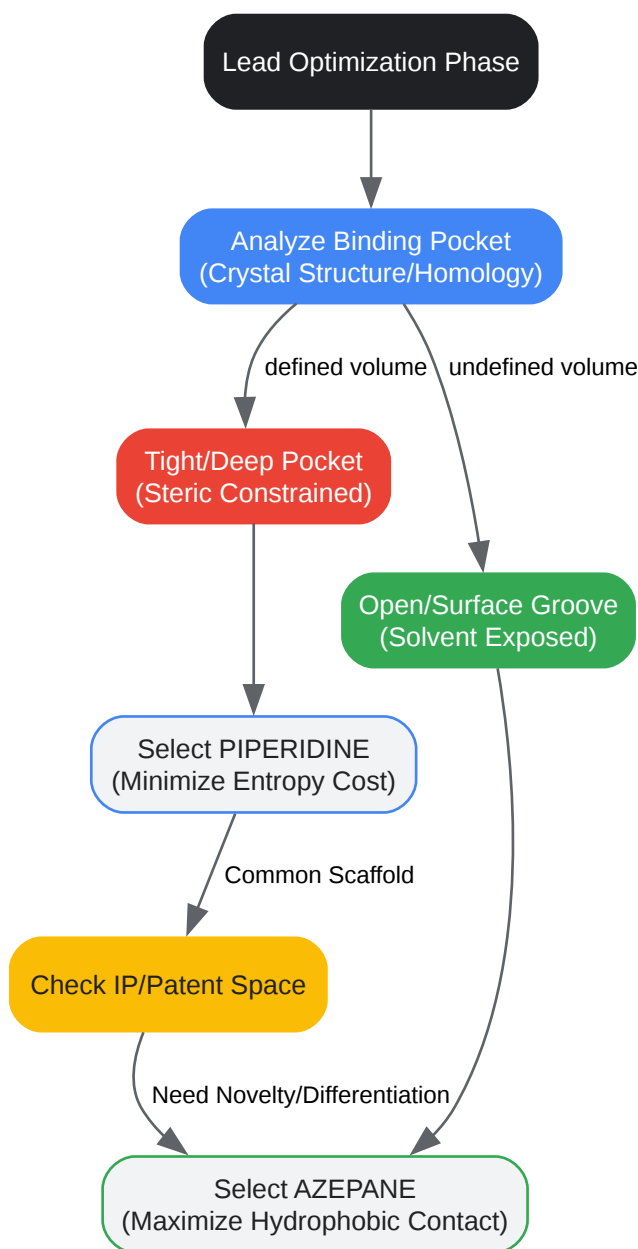 Lead Optimization Phase
Analyze Binding Pocket
(Crystal Structure/Homology)
defined volume
undefined volume
Tight/Deep Pocket
(Steric Constrained)
Open/Surface Groove
(Solvent Exposed)
Select PIPERIDINE
(Minimize Entropy Cost)
Common Scaffold
Check IP/Patent Space
Need Novelty/Differentiation
Select AZEPANE
(Maximize Hydrophobic Contact)